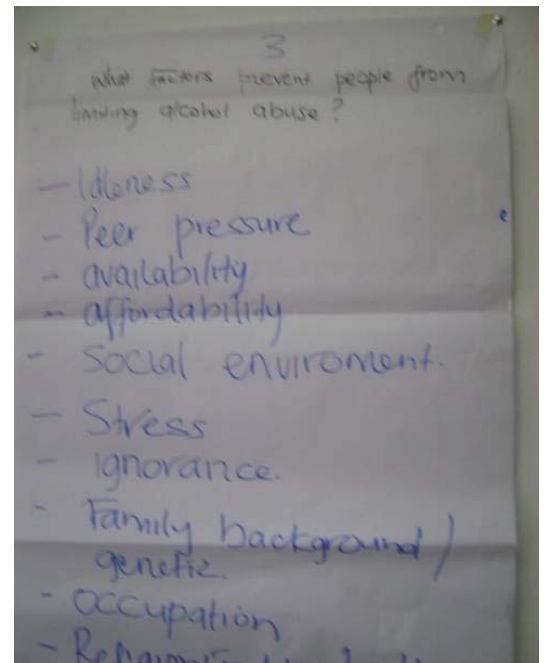 3
What factors prevent people from
limiting alcohol abuse?
- Idleness
- Peer pressure
- availability
- affordability
- Social enviroment.
- Stress
- ignorance.
- Family background /
genetic.
- Occupation